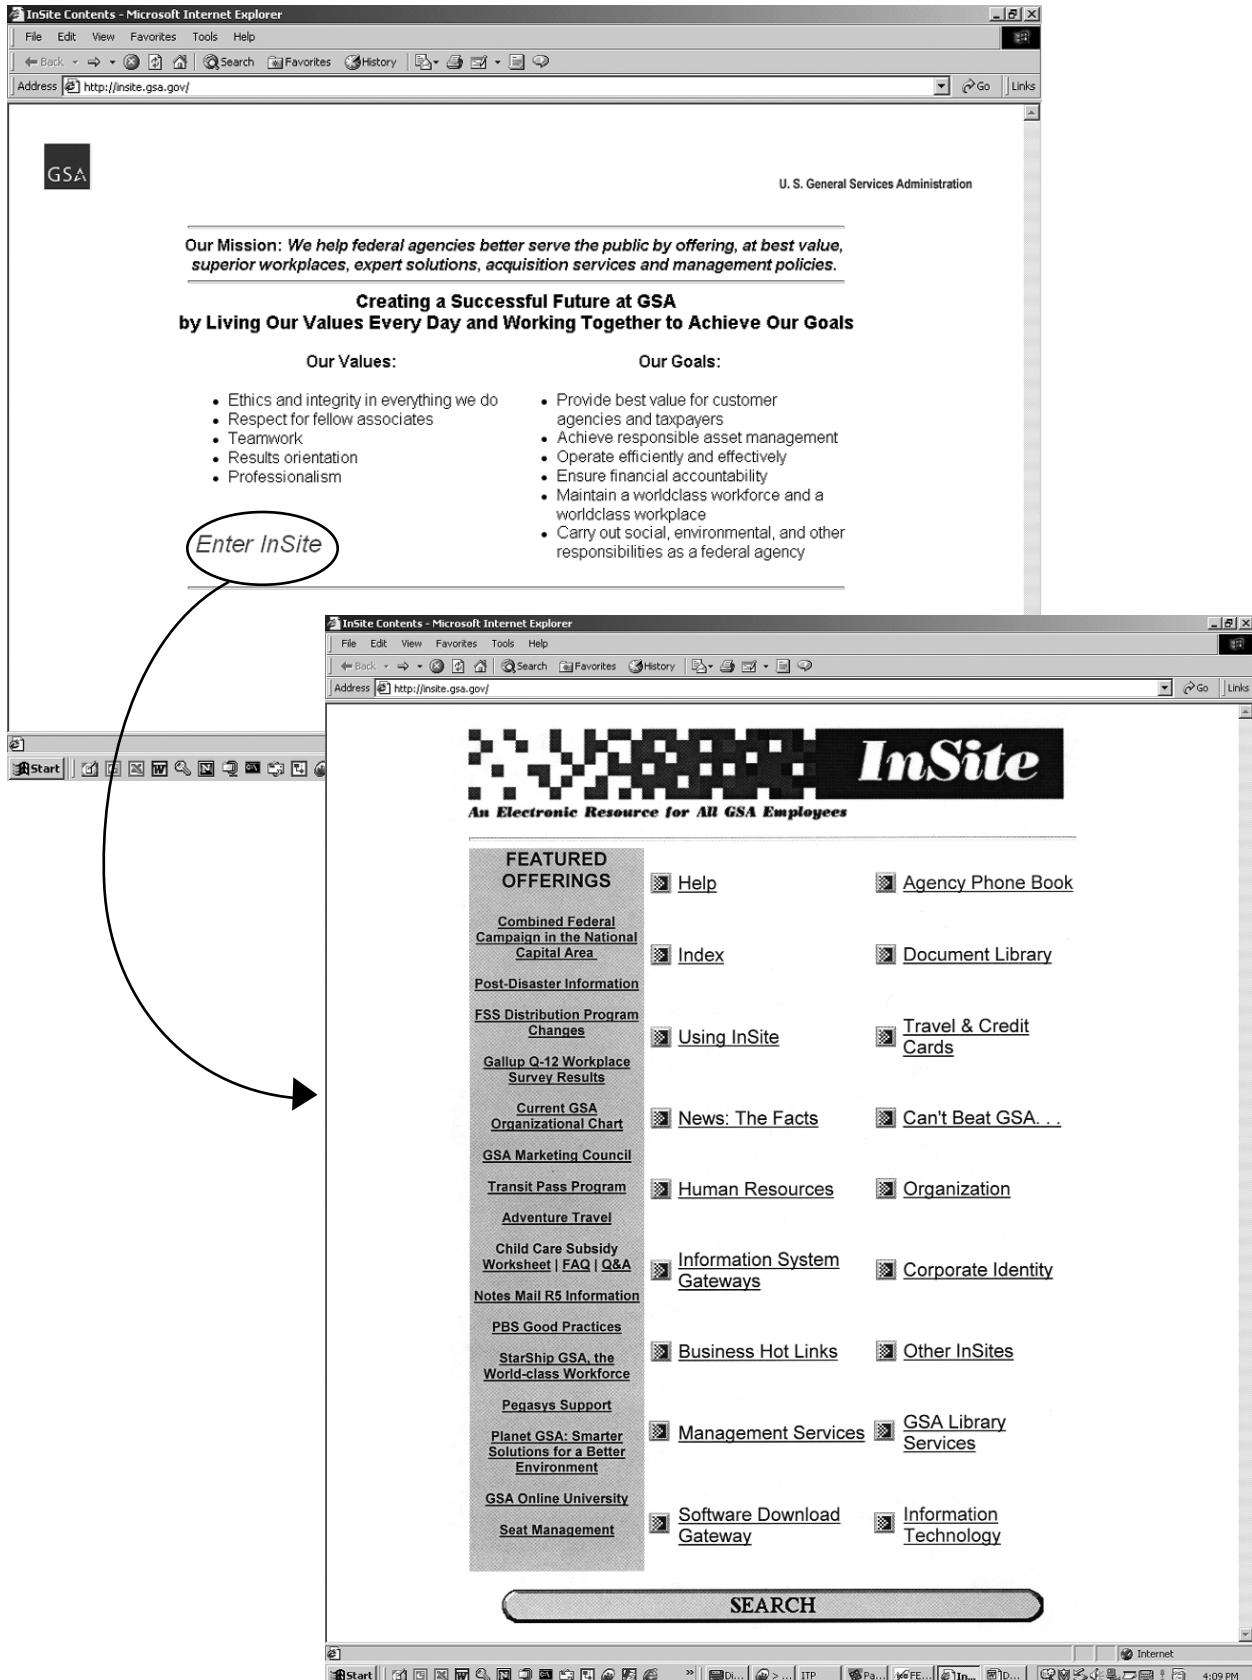 InSite Contents - Microsoft Internet Explorer
File Edit View Favorites Tools Help
Back Search Favorites History
Address http://insite.gsa.gov/ Go Links
GSA
U. S. General Services Administration
Our Mission: We help federal agencies better serve the public by offering, at best value,
superior workplaces, expert solutions, acquisition services and management policies.
Creating a Successful Future at GSA
by Living Our Values Every Day and Working Together to Achieve Our Goals
Our Values:
Ethics and integrity in everything we do
Respect for fellow associates
Teamwork
Results orientation
Professionalism
Our Goals:
Provide best value for customer
agencies and taxpayers
Achieve responsible asset management
Operate efficiently and effectively
Ensure financial accountability
Maintain a worldclass workforce and a
worldclass workplace
Carry out social, environmental, and other
responsibilities as a federal agency
Enter InSite
Start
InSite Contents - Microsoft Internet Explorer
File Edit View Favorites Tools Help
Back Search Favorites History
Address http://insite.gsa.gov/ Go Links
InSite
An Electronic Resource for All GSA Employees
FEATURED
OFFERINGS
Combined Federal
Campaign in the National
Capital Area
Post-Disaster Information
FSS Distribution Program
Changes
Gallup Q-12 Workplace
Survey Results
Current GSA
Organizational Chart
GSA Marketing Council
Transit Pass Program
Adventure Travel
Child Care Subsidy
Worksheet | FAQ | Q&A
Notes Mail R5 Information
PBS Good Practices
StarShip GSA, the
World-class Workforce
Pegasys Support
Planet GSA: Smarter
Solutions for a Better
Environment
GSA Online University
Seat Management
Help
Index
Using InSite
News: The Facts
Human Resources
Information System
Gateways
Business Hot Links
Management Services
Software Download
Gateway
Agency Phone Book
Document Library
Travel & Credit
Cards
Can't Beat GSA. . .
Organization
Corporate Identity
Other InSites
GSA Library
Services
Information
Technology
SEARCH
Internet
Start Di... > ... ITP Pa... FE... In... D... 4:09 PM